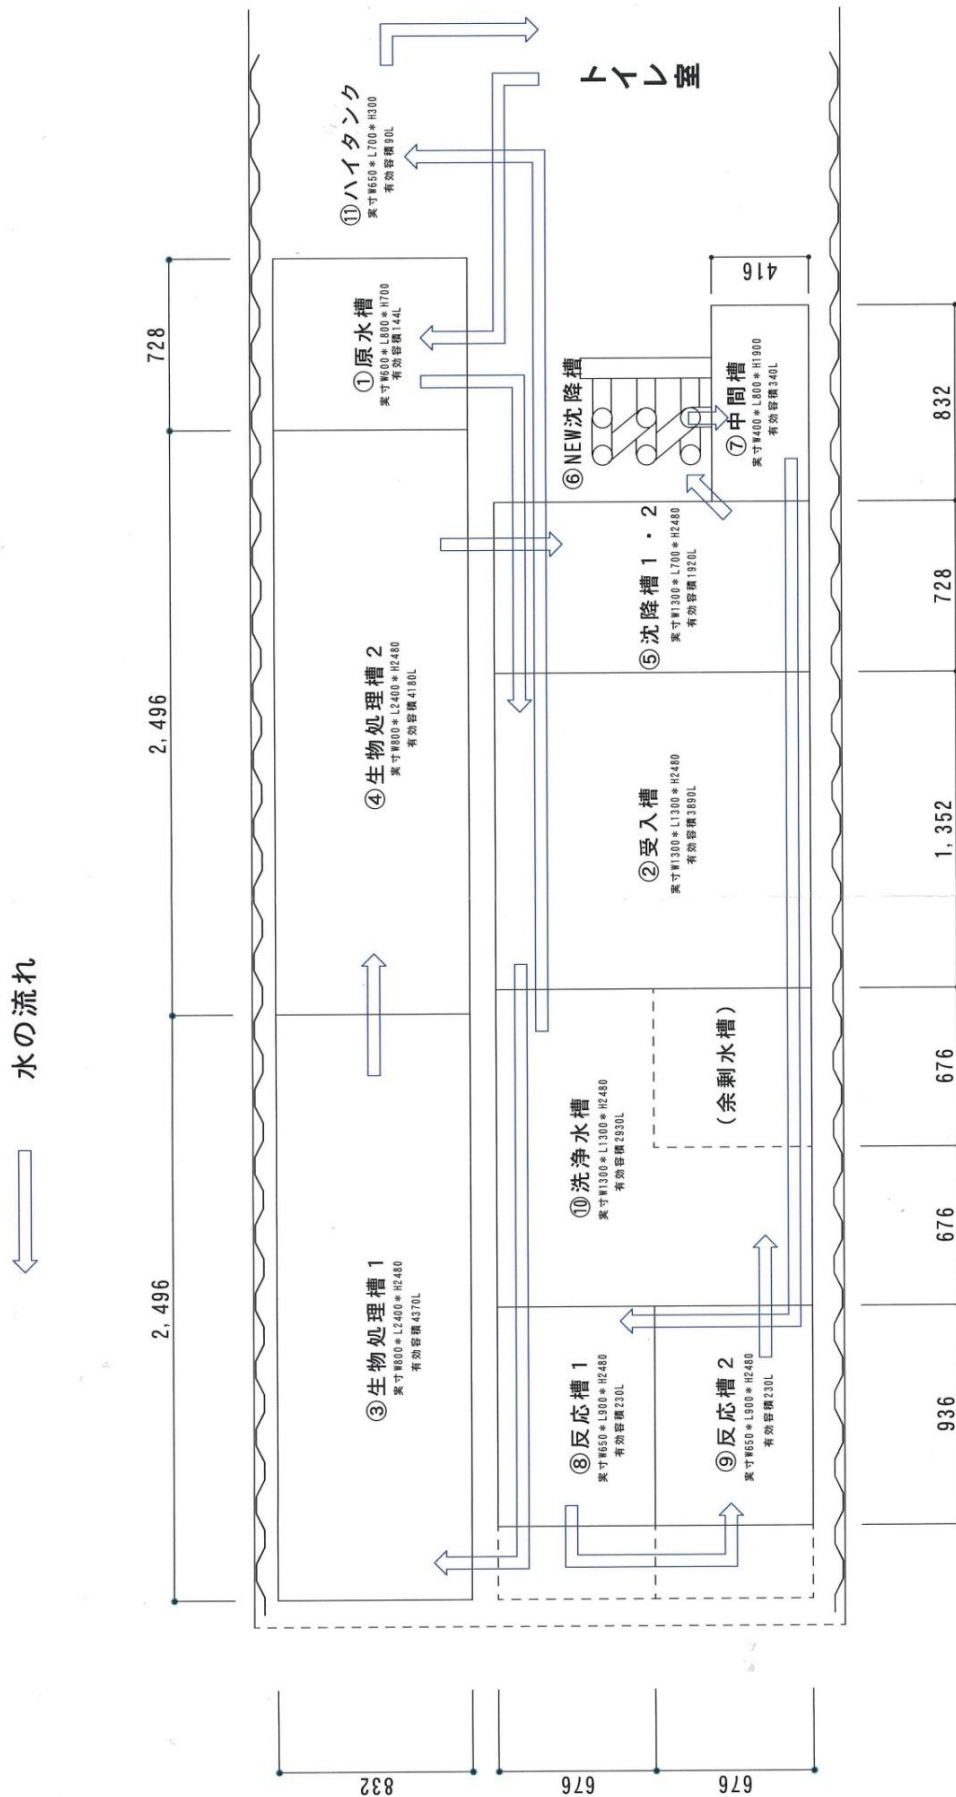 水の流れ
トイレ室
⑪ハイタンク
実寸W650*L700*H300
有効容積90L
①原水槽
実寸W600*L800*H700
有効容積144L
④生物処理槽2
実寸W800*L2400*H2480
有効容積4180L
③生物処理槽1
実寸W800*L2400*H2480
有効容積4370L
⑥NEW沈降槽
⑦中間槽
実寸W400*L800*H1900
有効容積340L
⑤沈降槽1・2
実寸W1300*L700*H2480
有効容積1920L
②受入槽
実寸W1300*L1300*H2480
有効容積3890L
⑩洗浄水槽
実寸W1300*L1300*H2480
有効容積2930L
(余剰水槽)
⑧反応槽1
実寸W650*L900*H2480
有効容積230L
⑨反応槽2
実寸W650*L900*H2480
有効容積230L
2,496
2,496
728
832
676
676
936
676
676
1,352
728
832
416